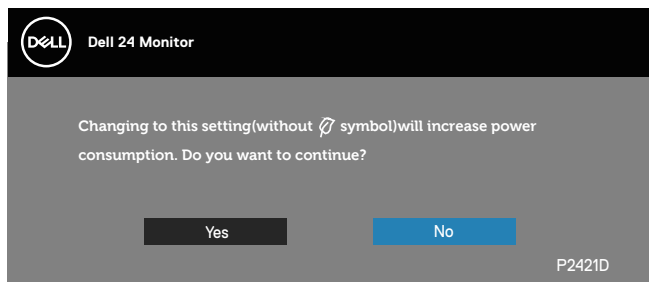 DELL
Dell 24 Monitor
Changing to this setting(without symbol)will increase power
consumption. Do you want to continue?
Yes
No
P2421D